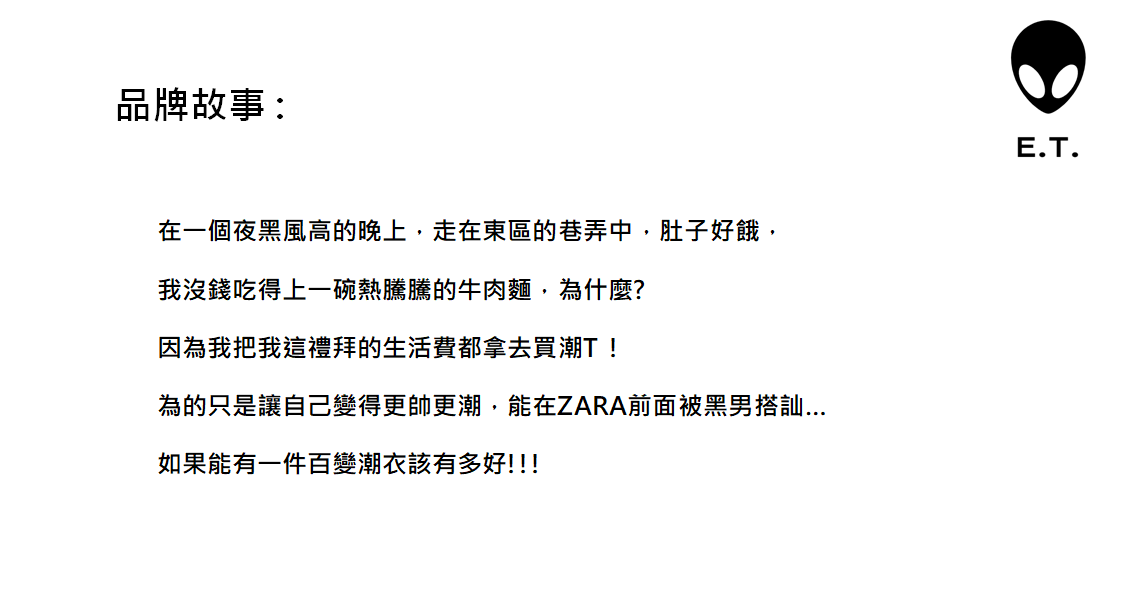 品牌故事:
E.T.
在一個夜黑風高的晚上,走在東區的巷弄中,肚子好餓,
我沒錢吃得上一碗熱騰騰的牛肉麵,為什麼?
因為我把我這禮拜的生活費都拿去買潮T!
為的只是讓自己變得更帥更潮,能在ZARA前面被黑男搭訕...
如果能有一件百變潮衣該有多好!!!